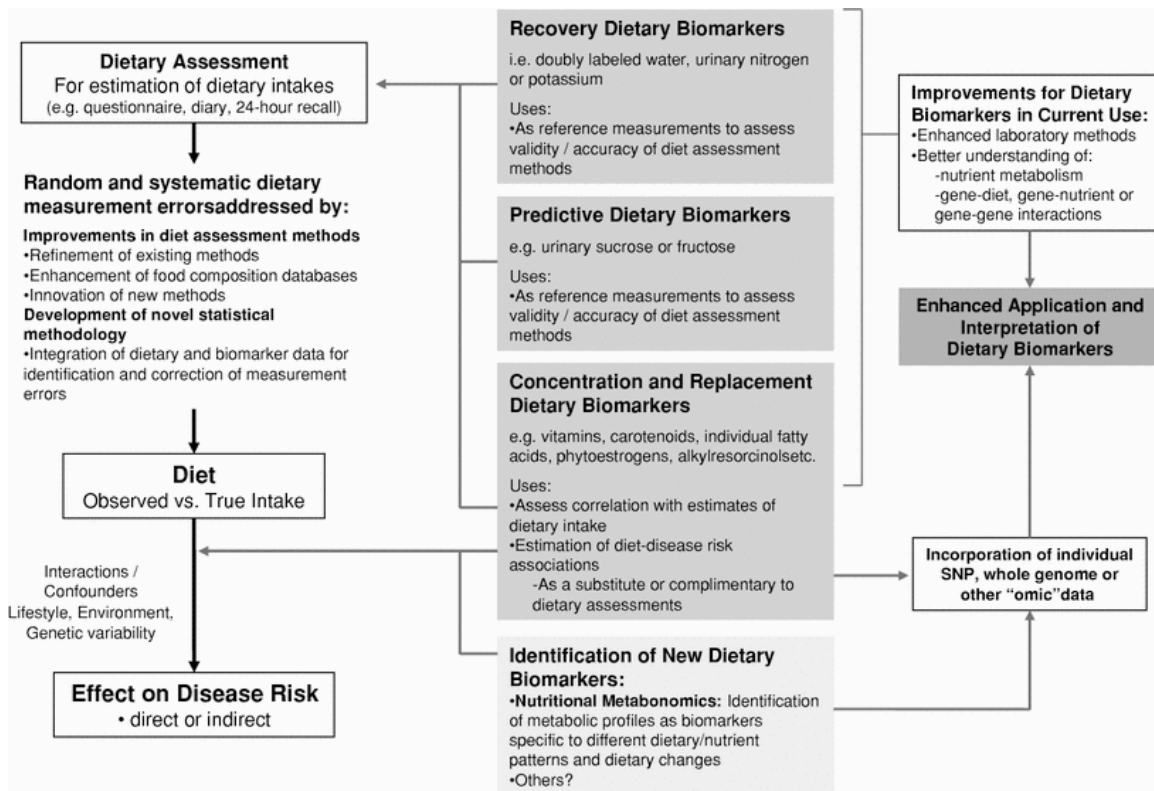 Dietary Assessment
For estimation of dietary intakes
(e.g. questionnaire, diary, 24-hour recall)
Random and systematic dietary
measurement errorsaddressed by:
Improvements in diet assessment methods
•Refinement of existing methods
•Enhancement of food composition databases
•Innovation of new methods
Development of novel statistical
methodology
•Integration of dietary and biomarker data for
identification and correction of measurement
errors
Diet
Observed vs. True Intake
Interactions /
Confounders
Lifestyle, Environment,
Genetic variability
Effect on Disease Risk
• direct or indirect
Recovery Dietary Biomarkers
i.e. doubly labeled water, urinary nitrogen
or potassium
Uses:
•As reference measurements to assess
validity / accuracy of diet assessment
methods
Predictive Dietary Biomarkers
e.g. urinary sucrose or fructose
Uses:
•As reference measurements to assess
validity / accuracy of diet assessment
methods
Concentration and Replacement
Dietary Biomarkers
e.g. vitamins, carotenoids, individual fatty
acids, phytoestrogens, alkylresorcinolsetc.
Uses:
•Assess correlation with estimates of
dietary intake
•Estimation of diet-disease risk
associations
-As a substitute or complimentary to
dietary assessments
Identification of New Dietary
Biomarkers:
•Nutritional Metabonomics: Identification
of metabolic profiles as biomarkers
specific to different dietary/nutrient
patterns and dietary changes
•Others?
Improvements for Dietary
Biomarkers in Current Use:
•Enhanced laboratory methods
•Better understanding of:
-nutrient metabolism
-gene-diet, gene-nutrient or
gene-gene interactions
Enhanced Application and
Interpretation of
Dietary Biomarkers
Incorporation of individual
SNP, whole genome or
other “omic”data